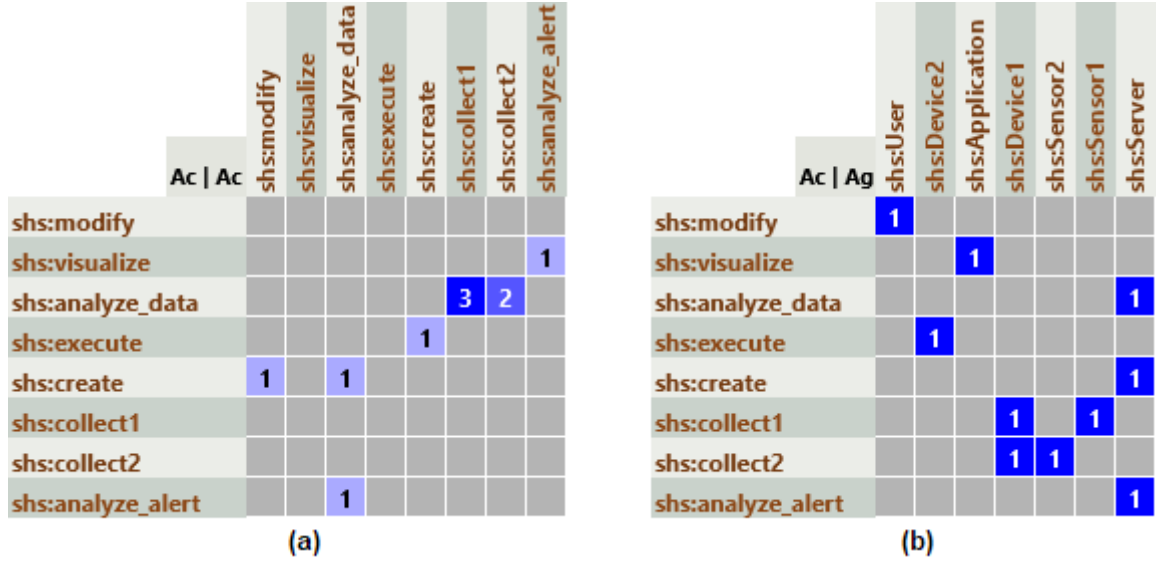 shs:modify
shs:visualize
shs:analyze_data
shs:execute
shs:create
shs:collect1
shs:collect2
shs:analyze_alert
Ac | Ac
shs:modify
shs:visualize 1
shs:analyze_data 3 2
shs:execute 1
shs:create 1 1
shs:collect1
shs:collect2
shs:analyze_alert 1
(a)
shs:User
shs:Device2
shs:Application
shs:Device1
shs:Sensor2
shs:Sensor1
shs:Server
Ac | Ag
shs:modify 1
shs:visualize 1
shs:analyze_data 1
shs:execute 1
shs:create 1
shs:collect1 1 1
shs:collect2 1 1
shs:analyze_alert 1
(b)